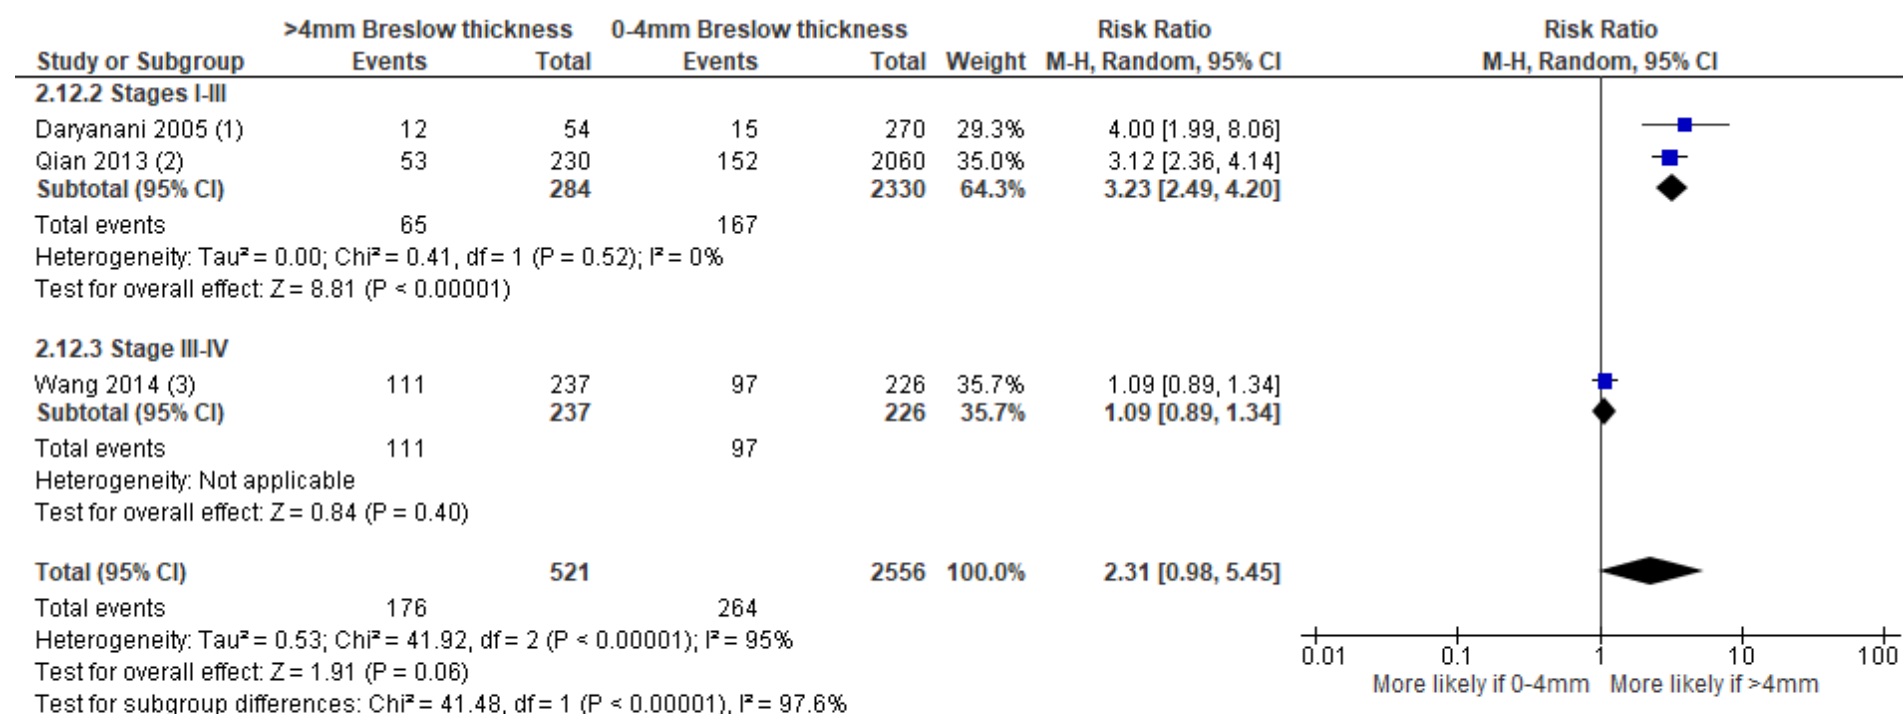 >4mm Breslow thickness 0-4mm Breslow thickness Risk Ratio Risk Ratio
Study or Subgroup Events Total Events Total Weight M-H, Random, 95% CI M-H, Random, 95% CI
2.12.2 Stages I-III
Daryanani 2005 (1) 12 54 15 270 29.3% 4.00 [1.99, 8.06]
Qian 2013 (2) 53 230 152 2060 35.0% 3.12 [2.36, 4.14]
Subtotal (95% CI) 284 2330 64.3% 3.23 [2.49, 4.20]
Total events 65 167
Heterogeneity: Tau² = 0.00; Chi² = 0.41, df = 1 (P = 0.52); I² = 0%
Test for overall effect: Z = 8.81 (P < 0.00001)
2.12.3 Stage III-IV
Wang 2014 (3) 111 237 97 226 35.7% 1.09 [0.89, 1.34]
Subtotal (95% CI) 237 226 35.7% 1.09 [0.89, 1.34]
Total events 111 97
Heterogeneity: Not applicable
Test for overall effect: Z = 0.84 (P = 0.40)
Total (95% CI) 521 2556 100.0% 2.31 [0.98, 5.45]
Total events 176 264
Heterogeneity: Tau² = 0.53; Chi² = 41.92, df = 2 (P < 0.00001); I² = 95%
Test for overall effect: Z = 1.91 (P = 0.06)
Test for subgroup differences: Chi² = 41.48, df = 1 (P < 0.00001), I² = 97.6%
0.01 0.1 1 10 100
More likely if 0-4mm More likely if >4mm